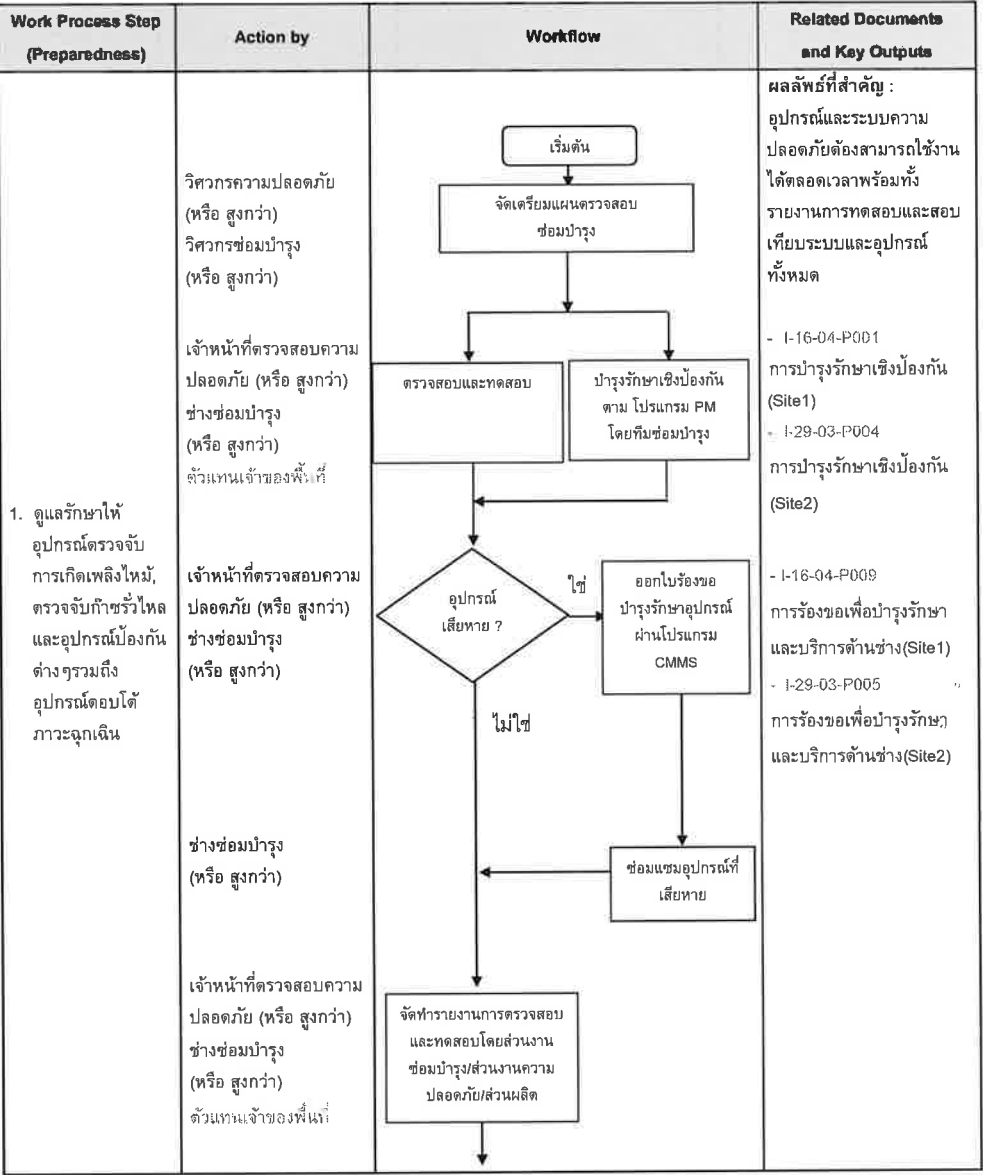 Work Process Step
(Preparedness)
Action by
Workflow
Related Documents
and Key Outputs
1. ดูแลรักษาให้
อุปกรณ์ตรวจจับ
การเกิดเพลิงไหม้,
ตรวจจับก๊าซรั่วไหล
และอุปกรณ์ป้องกัน
ต่างๆรวมถึง
อุปกรณ์ตอบโต้
ภาวะฉุกเฉิน
วิศวกรความปลอดภัย
(หรือ สูงกว่า)
วิศวกรซ่อมบำรุง
(หรือ สูงกว่า)
เจ้าหน้าที่ตรวจสอบความ
ปลอดภัย (หรือ สูงกว่า)
ช่างซ่อมบำรุง
(หรือ สูงกว่า)
ตัวแทนเจ้าของพื้นที่
เจ้าหน้าที่ตรวจสอบความ
ปลอดภัย (หรือ สูงกว่า)
ช่างซ่อมบำรุง
(หรือ สูงกว่า)
ช่างซ่อมบำรุง
(หรือ สูงกว่า)
เจ้าหน้าที่ตรวจสอบความ
ปลอดภัย (หรือ สูงกว่า)
ช่างซ่อมบำรุง
(หรือ สูงกว่า)
ตัวแทนเจ้าของพื้นที่
เริ่มต้น
จัดเตรียมแผนตรวจสอบ
ซ่อมบำรุง
ตรวจสอบและทดสอบ
บำรุงรักษาเชิงป้องกัน
ตาม โปรแกรม PM
โดยทีมซ่อมบำรุง
อุปกรณ์
เสียหาย ?
ใช่
ออกใบร้องขอ
บำรุงรักษาอุปกรณ์
ผ่านโปรแกรม
CMMS
ไม่ใช่
ซ่อมแซมอุปกรณ์ที่
เสียหาย
จัดทำรายงานการตรวจสอบ
และทดสอบโดยส่วนงาน
ซ่อมบำรุง/ส่วนงานความ
ปลอดภัย/ส่วนผลิต
ผลลัพธ์ที่สำคัญ :
อุปกรณ์และระบบความ
ปลอดภัยต้องสามารถใช้งาน
ได้ตลอดเวลาพร้อมทั้ง
รายงานการทดสอบและสอบ
เทียบระบบและอุปกรณ์
ทั้งหมด
- I-16-04-P001
การบำรุงรักษาเชิงป้องกัน
(Site1)
- I-29-03-P004
การบำรุงรักษาเชิงป้องกัน
(Site2)
- I-16-04-P009
การร้องขอเพื่อบำรุงรักษา
และบริการด้านช่าง(Site1)
- I-29-03-P005
การร้องขอเพื่อบำรุงรักษา
และบริการด้านช่าง(Site2)